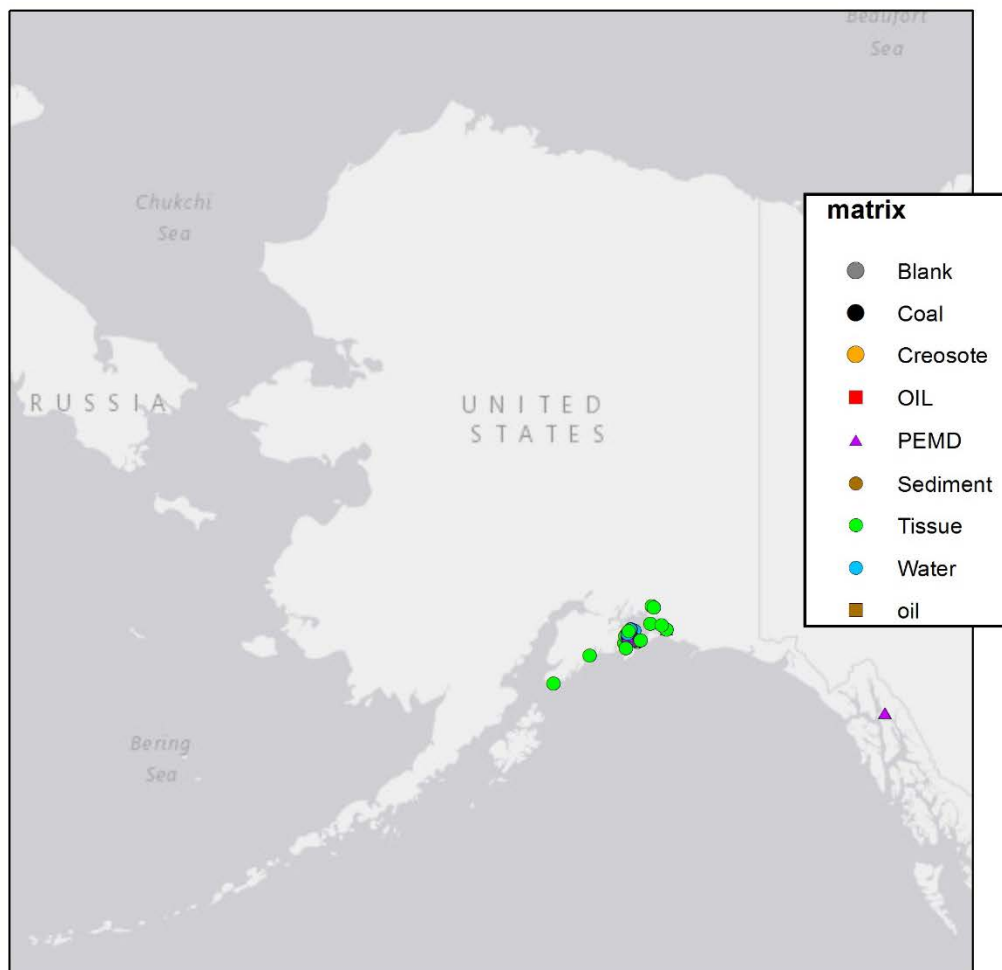 Beaufort
Sea
Chukchi
Sea
RUSSIA
UNITED
STATES
Bering
Sea
matrix
Blank
Coal
Creosote
OIL
PEMD
Sediment
Tissue
Water
oil